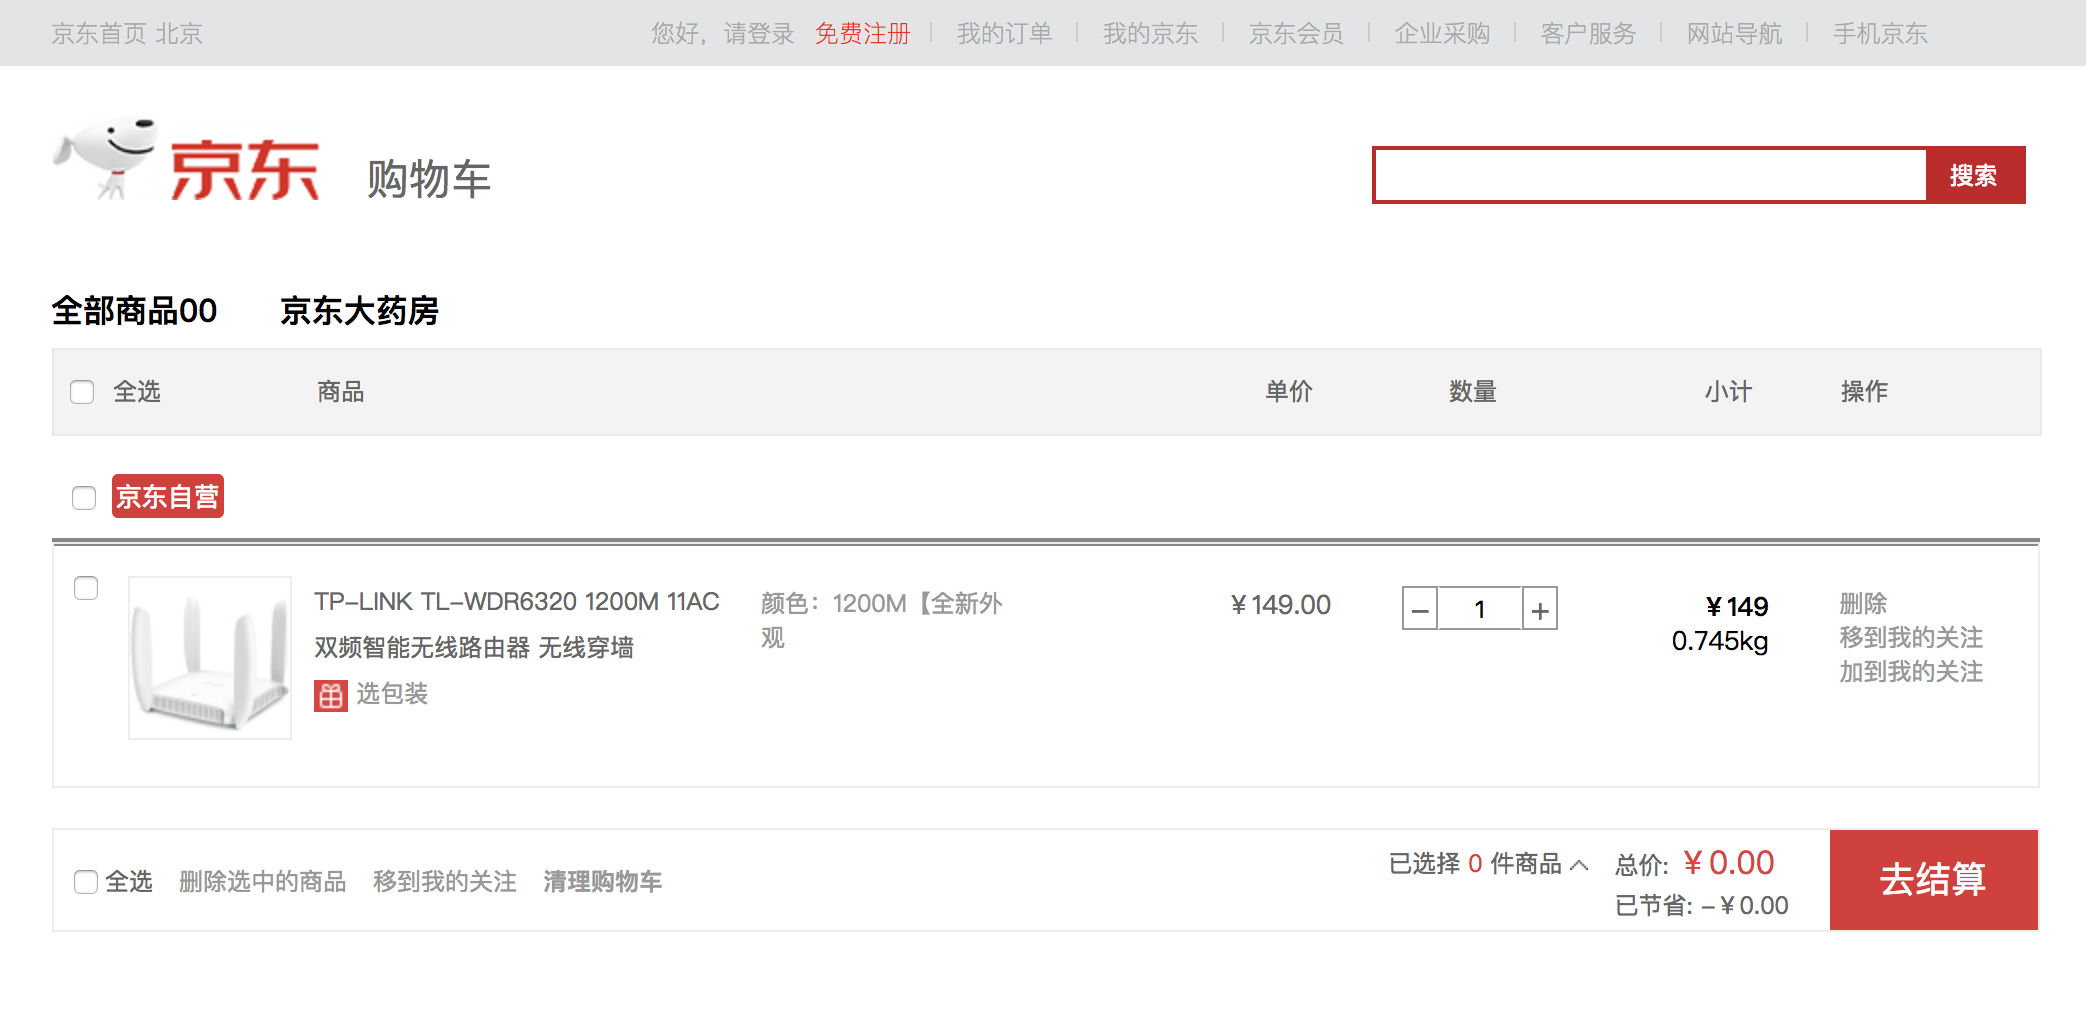 京东首页 北京 您好，请登录 免费注册 我的订单 我的京东 京东会员 企业采购 客户服务 网站导航 手机京东
京东 购物车 搜索
全部商品00 京东大药房
全选 商品 单价 数量 小计 操作
京东自营
TP-LINK TL-WDR6320 1200M 11AC
双频智能无线路由器 无线穿墙
选包装
颜色：1200M【全新外
观
¥149.00
− 1 +
¥149
0.745kg
删除
移到我的关注
加到我的关注
全选 删除选中的商品 移到我的关注 清理购物车
已选择 0 件商品 总价: ¥0.00
已节省: -¥0.00
去结算